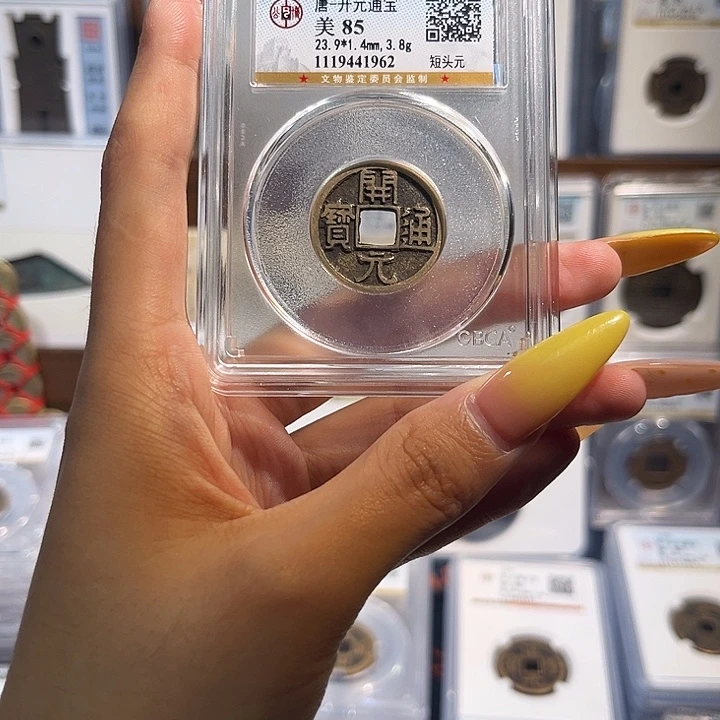 唐-开元通宝
美 85
23.9*1.4mm,3.8g
1119441962 短头元
★ 文物鉴定委员会监制 ★
開
寶 通
元
CBCA